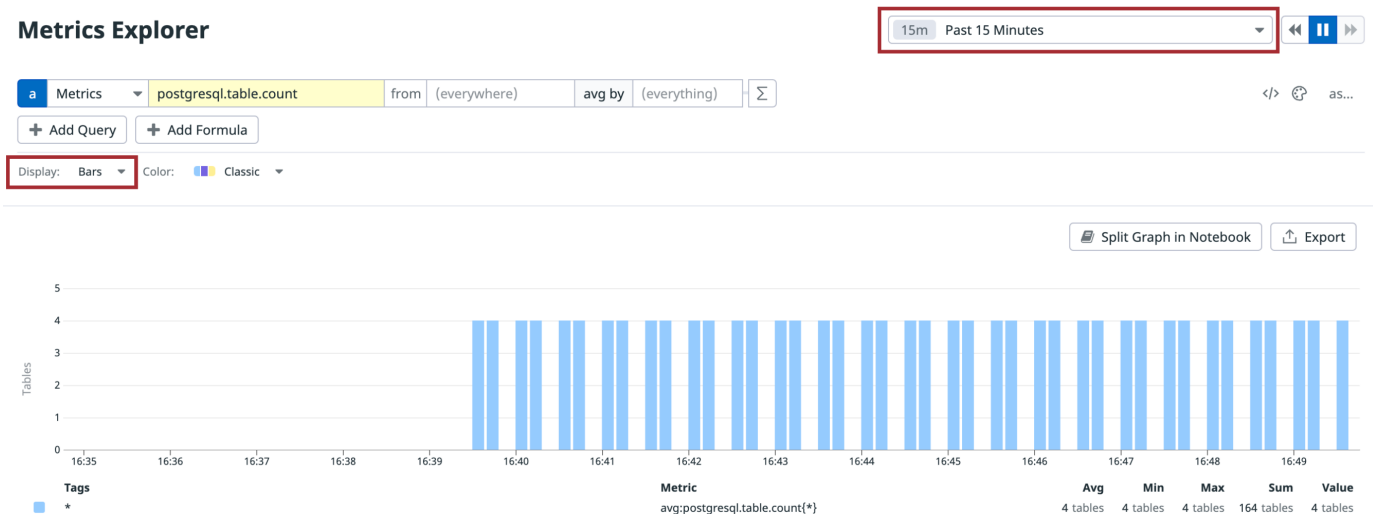 Metrics Explorer
15m Past 15 Minutes
a Metrics postgresql.table.count from (everywhere) avg by (everything) Σ
</> as...
+ Add Query + Add Formula
Display: Bars Color: Classic
Split Graph in Notebook Export
5
4
3
2
1
0
Tables
16:35 16:36 16:37 16:38 16:39 16:40 16:41 16:42 16:43 16:44 16:45 16:46 16:47 16:48 16:49
Tags Metric Avg Min Max Sum Value
* avg:postgresql.table.count{*} 4 tables 4 tables 4 tables 164 tables 4 tables